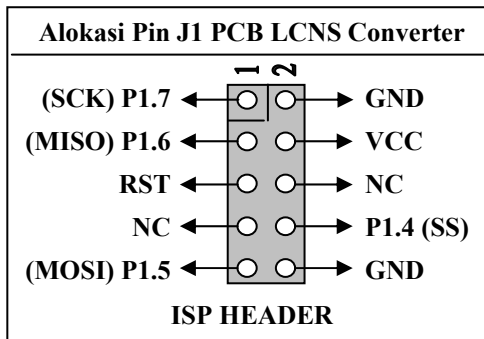 Alokasi Pin J1 PCB LCNS Converter
1 2
(SCK) P1.7 GND
(MISO) P1.6 VCC
RST NC
NC P1.4 (SS)
(MOSI) P1.5 GND
ISP HEADER